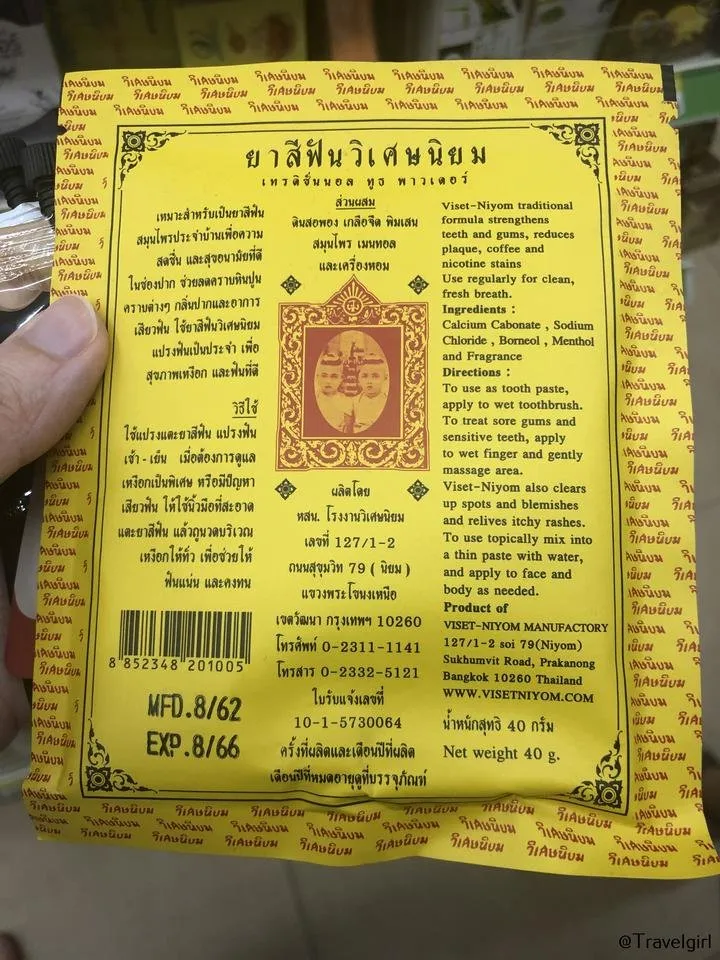 ยาสีฟันวิเศษนิยม
เทรดิชั่นนอล ทูธ พาวเดอร์
เหมาะสำหรับเป็นยาสีฟัน
สมุนไพรประจำบ้านเพื่อความ
สดชื่น และสุขอนามัยที่ดี
ในช่องปาก ช่วยลดคราบหินปูน
คราบต่างๆ กลิ่นปากและอาการ
เสียวฟัน ใช้ยาสีฟันวิเศษนิยม
แปรงฟันเป็นประจำ เพื่อ
สุขภาพเหงือก และฟันที่ดี
วิธีใช้
ใช้แปรงแตะยาสีฟัน แปรงฟัน
เช้า - เย็น เมื่อต้องการดูแล
เหงือกเป็นพิเศษ หรือมีปัญหา
เสียวฟัน ให้ใช้นิ้วมือที่สะอาด
แตะยาสีฟัน แล้วถูนวดบริเวณ
เหงือกให้ทั่ว เพื่อช่วยให้
ฟันแน่น และคงทน
8 852348 201005
MFD.8/62
EXP.8/66
ส่วนผสม
ดินสอพอง เกลือจืด พิมเสน
สมุนไพร เมนทอล
และเครื่องหอม
ผลิตโดย
หสน. โรงงานวิเศษนิยม
เลขที่ 127/1-2
ถนนสุขุมวิท 79 ( นิยม )
แขวงพระโขนงเหนือ
เขตวัฒนา กรุงเทพฯ 10260
โทรศัพท์ 0-2311-1141
โทรสาร 0-2332-5121
ใบรับแจ้งเลขที่
10-1-5730064
ครั้งที่ผลิตและเดือนปีที่ผลิต
เดือนปีที่หมดอายุดูที่บรรจุภัณฑ์
Viset-Niyom traditional
formula strengthens
teeth and gums, reduces
plaque, coffee and
nicotine stains
Use regularly for clean,
fresh breath.
Ingredients :
Calcium Cabonate , Sodium
Chloride , Borneol , Menthol
and Fragrance
Directions :
To use as tooth paste,
apply to wet toothbrush.
To treat sore gums and
sensitive teeth, apply
to wet finger and gently
massage area.
Viset-Niyom also clears
up spots and blemishes
and relives itchy rashes.
To use topically mix into
a thin paste with water,
and apply to face and
body as needed.
Product of
VISET-NIYOM MANUFACTORY
127/1-2 soi 79(Niyom)
Sukhumvit Road, Prakanong
Bangkok 10260 Thailand
WWW.VISETNIYOM.COM
น้ำหนักสุทธิ 40 กรัม
Net weight 40 g.
วิเศษนิยม
@Travelgirl